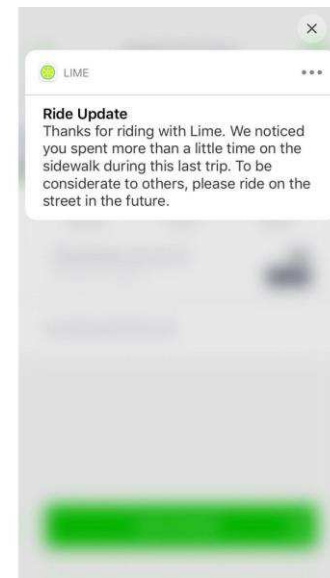 LIME
Ride Update
Thanks for riding with Lime. We noticed
you spent more than a little time on the
sidewalk during this last trip. To be
considerate to others, please ride on the
street in the future.